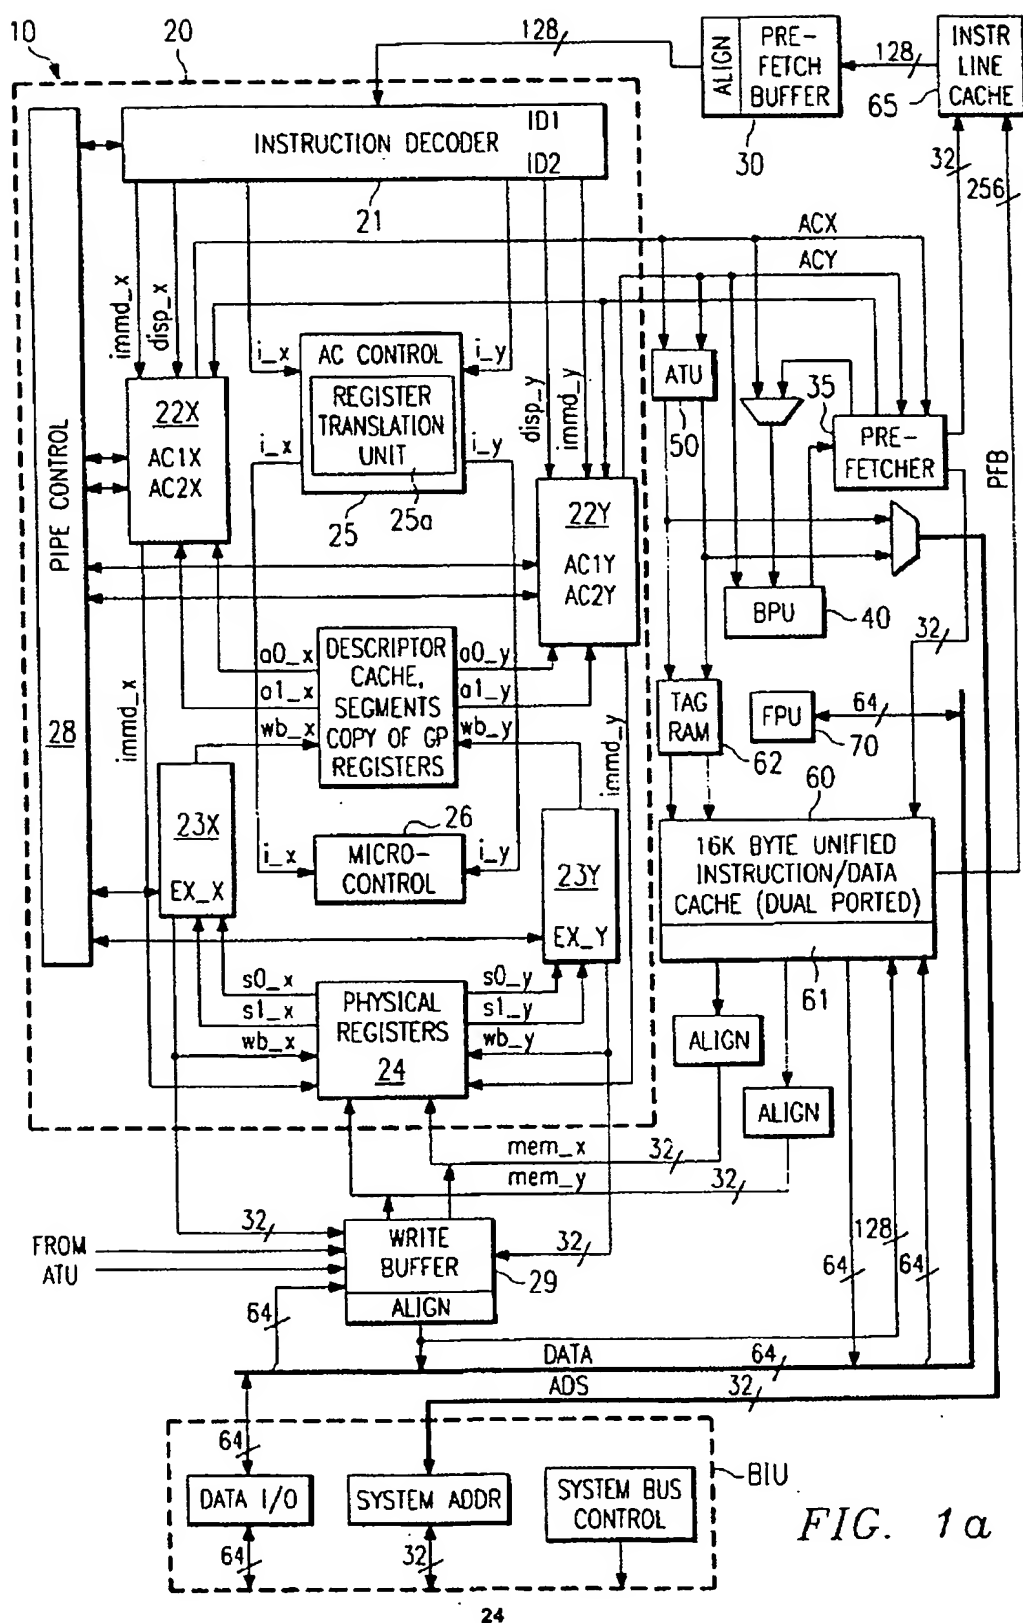 10
20
128
ALIGN
PRE-
FETCH
BUFFER
30
128
INSTR
LINE
CACHE
65
32
256
PFB
INSTRUCTION DECODER
ID1
ID2
21
ACX
ACY
immd_x
disp_x
i_x
AC CONTROL
REGISTER
TRANSLATION
UNIT
i_y
disp_y
immd_y
ATU
50
35
PRE-
FETCHER
22X
AC1X
AC2X
i_x
i_y
25
25a
22Y
AC1Y
AC2Y
PIPE CONTROL
28
BPU
40
32
immd_x
a0_x
a1_x
wb_x
DESCRIPTOR
CACHE,
SEGMENTS
COPY OF GP
REGISTERS
a0_y
a1_y
wb_y
immd_y
TAG
RAM
62
FPU
70
64
60
23X
EX_X
26
i_x
MICRO-
CONTROL
i_y
23Y
EX_Y
16K BYTE UNIFIED
INSTRUCTION/DATA
CACHE (DUAL PORTED)
61
s0_x
s1_x
wb_x
PHYSICAL
REGISTERS
24
s0_y
s1_y
wb_y
ALIGN
ALIGN
mem_x
32
mem_y
32
32
FROM
ATU
WRITE
BUFFER
ALIGN
29
32
64
128
64
64
DATA
64
ADS
32
64
BIU
DATA I/O
SYSTEM ADDR
SYSTEM BUS
CONTROL
64
32
FIG. 1a
24